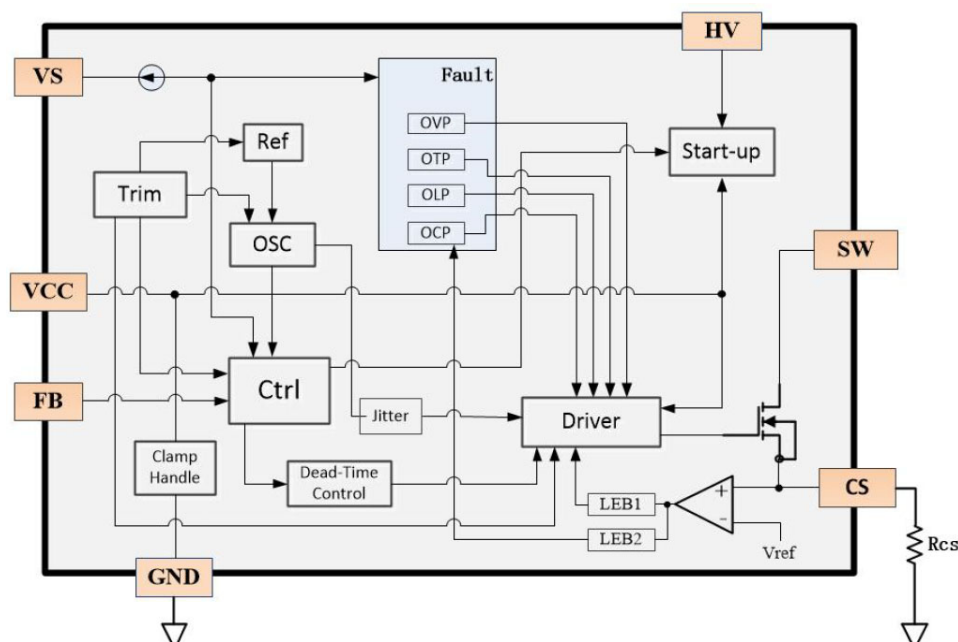 HV
VS
Fault
OVP
Ref
Start-up
OTP
Trim
OLP
OSC
OCP
SW
VCC
Ctrl
FB
Jitter
Driver
Clamp
Handle
Dead-Time
Control
CS
LEB1
+
-
LEB2
Vref
Rcs
GND